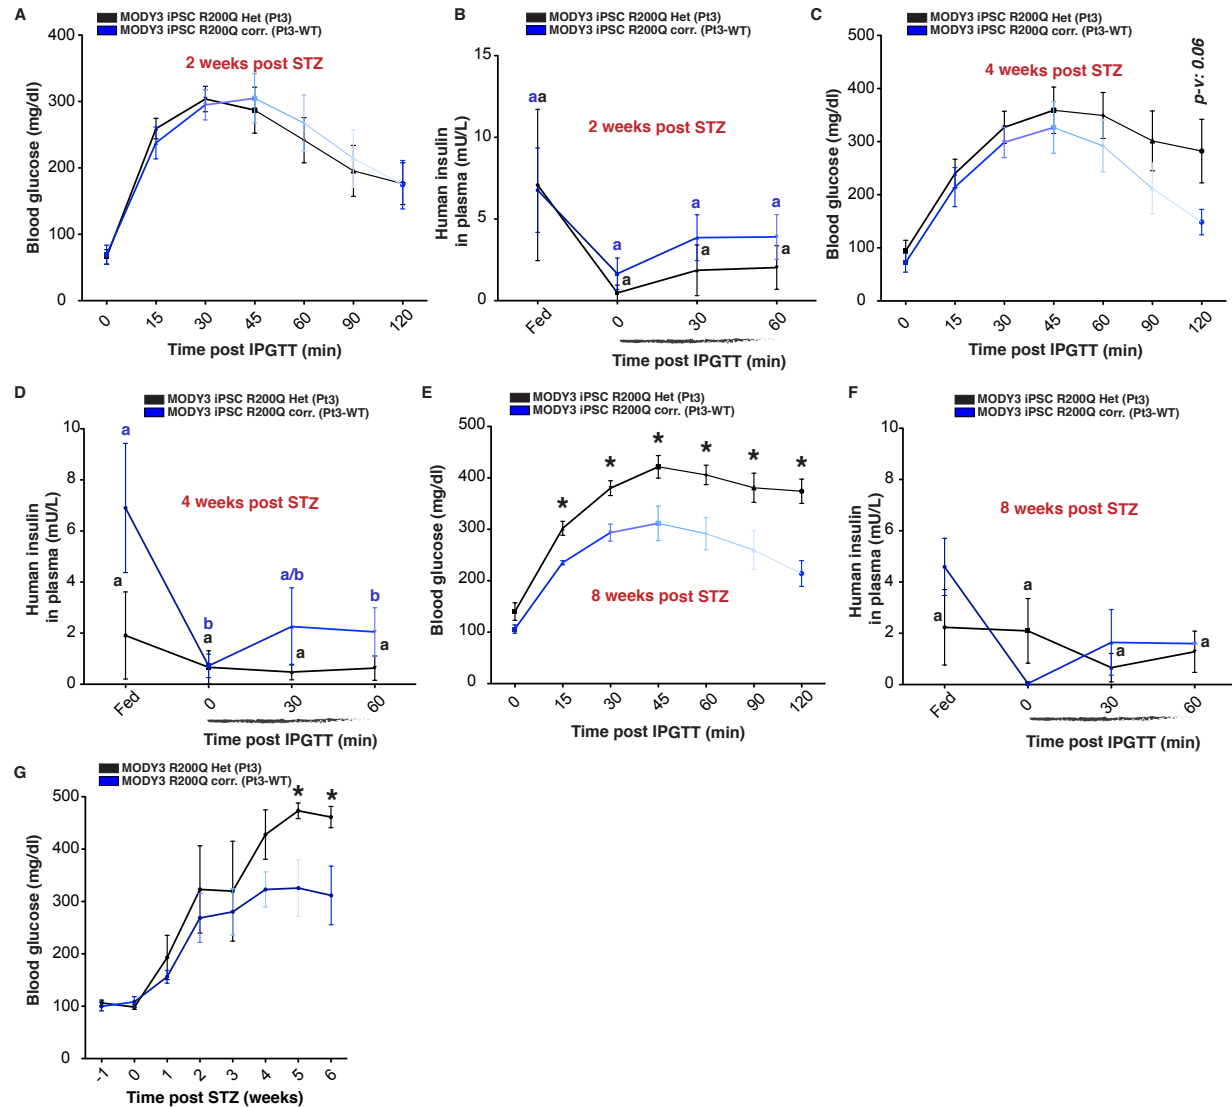 A
MODY3 iPSC R200Q Het (Pt3)
MODY3 iPSC R200Q corr. (Pt3-WT)
2 weeks post STZ
Blood glucose (mg/dl)
400
300
200
100
0
0 15 30 45 60 90 120
Time post IPGTT (min)
B
MODY3 iPSC R200Q Het (Pt3)
MODY3 iPSC R200Q corr. (Pt3-WT)
2 weeks post STZ
Human insulin
in plasma (mU/L)
15
10
5
0
aa
a
a
a
a
a
a
Fed 0 30 60
Time post IPGTT (min)
C
MODY3 iPSC R200Q Het (Pt3)
MODY3 iPSC R200Q corr. (Pt3-WT)
4 weeks post STZ
p-v: 0.06
Blood glucose (mg/dl)
500
400
300
200
100
0
0 15 30 45 60 90 120
Time post IPGTT (min)
D
MODY3 iPSC R200Q Het (Pt3)
MODY3 iPSC R200Q corr. (Pt3-WT)
4 weeks post STZ
Human insulin
in plasma (mU/L)
10
8
6
4
2
0
a
a
b
a
a/b
a
b
a
Fed 0 30 60
Time post IPGTT (min)
E
MODY3 iPSC R200Q Het (Pt3)
MODY3 iPSC R200Q corr. (Pt3-WT)
Blood glucose (mg/dl)
500
400
300
200
100
0
* * * * * *
8 weeks post STZ
0 15 30 45 60 90 120
Time post IPGTT (min)
F
MODY3 iPSC R200Q Het (Pt3)
MODY3 iPSC R200Q corr. (Pt3-WT)
8 weeks post STZ
Human insulin
in plasma (mU/L)
10
8
6
4
2
0
a
a
a
a
Fed 0 30 60
Time post IPGTT (min)
G
MODY3 R200Q Het (Pt3)
MODY3 R200Q corr. (Pt3-WT)
* *
Blood glucose (mg/dl)
500
400
300
200
100
0
-1 0 1 2 3 4 5 6
Time post STZ (weeks)